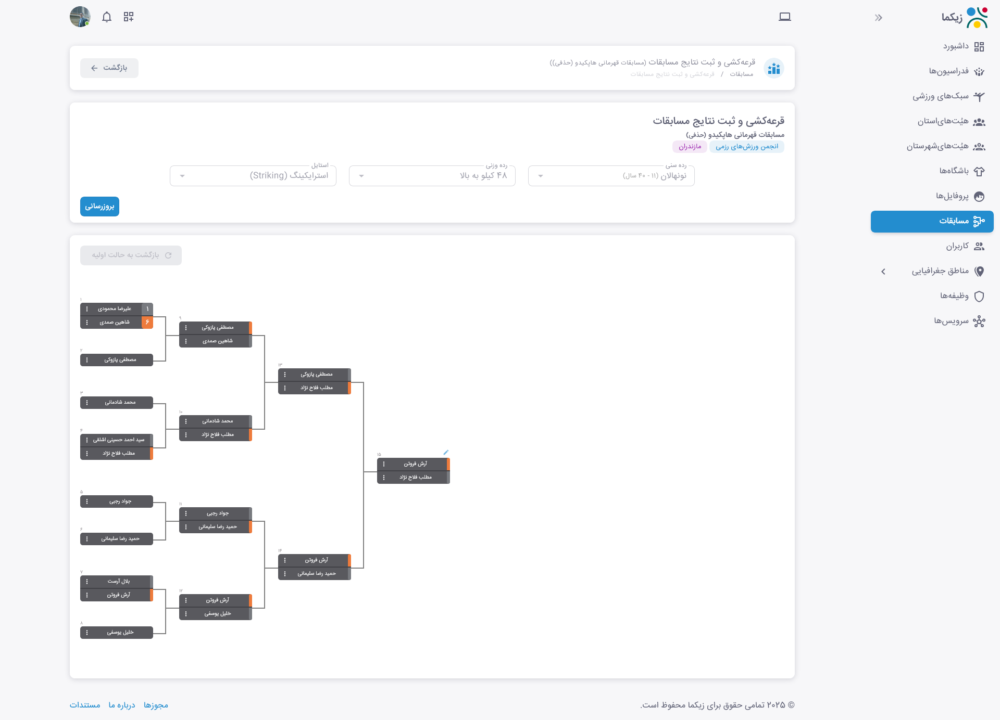 زیکما
داشبورد
فدراسیون‌ها
سبک‌های ورزشی
هیٔت‌های‌استان
هیٔت‌های‌شهرستان
باشگاه‌ها
پروفایل‌ها
مسابقات
کاربران
مناطق جغرافیایی
وظیفه‌ها
سرویس‌ها
قرعه‌کشی و ثبت نتایج مسابقات (مسابقات قهرمانی هاپکیدو (حذفی))
مسابقات / قرعه‌کشی و ثبت نتایج مسابقات
بازگشت
قرعه‌کشی و ثبت نتایج مسابقات
مسابقات قهرمانی هاپکیدو (حذفی)
انجمن ورزش‌های رزمی
مازندران
رده سنی
نونهالان (۱۱ - ۴۰ سال)
رده وزنی
۴۸ کیلو به بالا
استایل
استرایکینگ (Striking)
بروزرسانی
بازگشت به حالت اولیه
۱
علیرضا محمودی ۱
شاهین صمدی ۶
۲
مصطفی پازوکی
۳
محمد شادمانی
۴
سید احمد حسینی اشلقی
مطلب فلاح نژاد
۵
جواد رجبی
۶
حمید رضا سلیمانی
۷
بلال آرست
آرش فروتن
۸
خلیل یوسفی
۹
مصطفی پازوکی
شاهین صمدی
۱۰
محمد شادمانی
مطلب فلاح نژاد
۱۱
جواد رجبی
حمید رضا سلیمانی
۱۲
آرش فروتن
خلیل یوسفی
۱۳
مصطفی پازوکی
مطلب فلاح نژاد
۱۴
آرش فروتن
حمید رضا سلیمانی
۱۵
آرش فروتن
مطلب فلاح نژاد
© ۲۰۲۵ تمامی حقوق برای زیکما محفوظ است.
مجوزها
درباره ما
مستندات